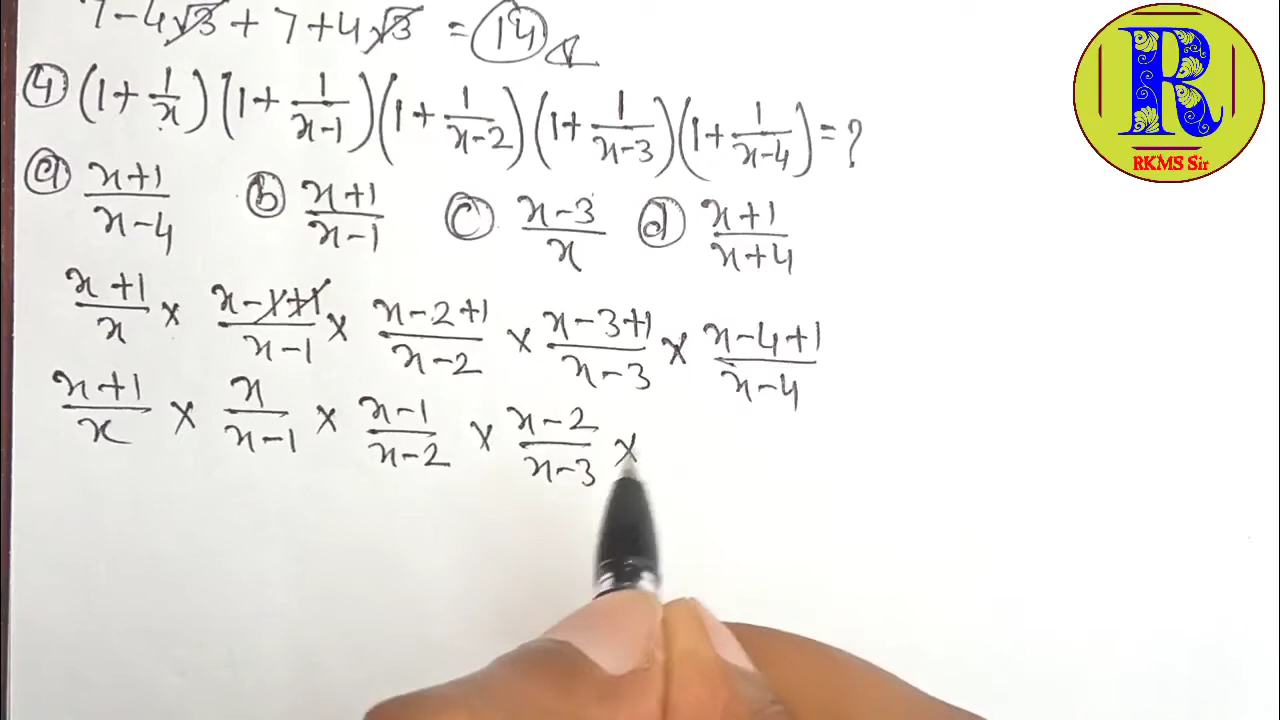 7 - 4√3 + 7 + 4√3 = 14
④ (1 + 1/x) (1 + 1/(x-1)) (1 + 1/(x-2)) (1 + 1/(x-3)) (1 + 1/(x-4)) = ?
ⓐ (x+1)/(x-4) ⓑ (x+1)/(x-1) ⓒ (x-3)/x ⓓ (x+1)/(x+4)
(x+1)/x × (x-1+1)/(x-1) × (x-2+1)/(x-2) × (x-3+1)/(x-3) × (x-4+1)/(x-4)
(x+1)/x × x/(x-1) × (x-1)/(x-2) × (x-2)/(x-3) ×
R
RKMS Sir